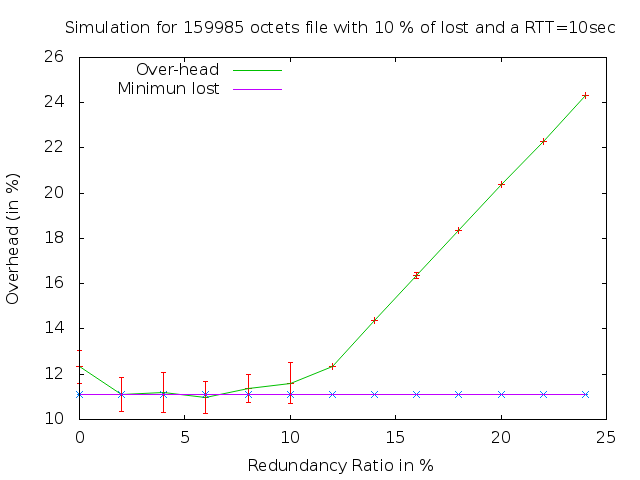 Simulation for 159985 octets file with 10 % of lost and a RTT=10sec
26
24
22
20
18
16
14
12
10
Overhead (in %)
Over-head
Minimun lost
0 5 10 15 20 25
Redundancy Ratio in %